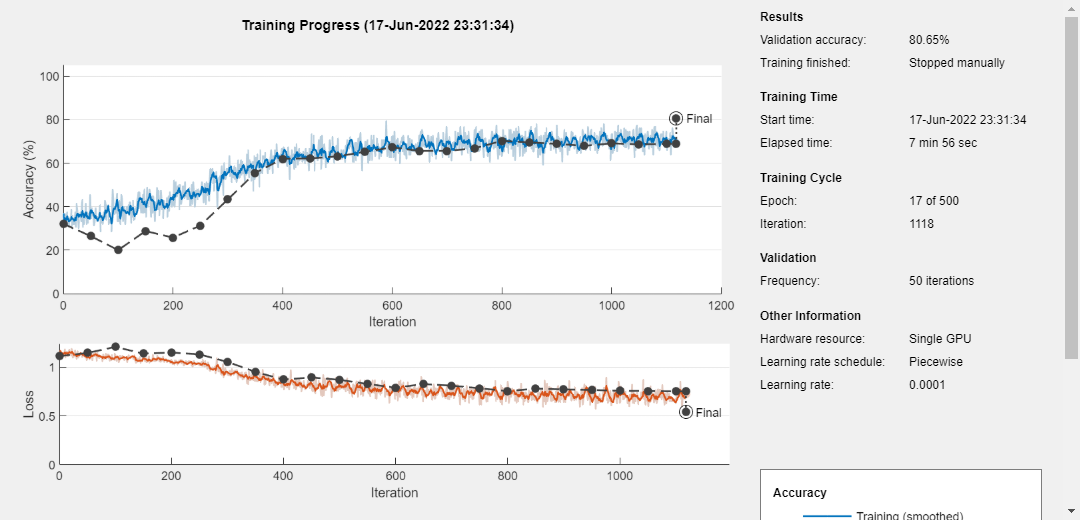 Training Progress (17-Jun-2022 23:31:34)
100
80
60
40
20
0
Accuracy (%)
Final
0 200 400 600 800 1000 1200
Iteration
1
0.5
0
Loss
Final
0 200 400 600 800 1000
Iteration
Results
Validation accuracy: 80.65%
Training finished: Stopped manually
Training Time
Start time: 17-Jun-2022 23:31:34
Elapsed time: 7 min 56 sec
Training Cycle
Epoch: 17 of 500
Iteration: 1118
Validation
Frequency: 50 iterations
Other Information
Hardware resource: Single GPU
Learning rate schedule: Piecewise
Learning rate: 0.0001
Accuracy
Training (smoothed)